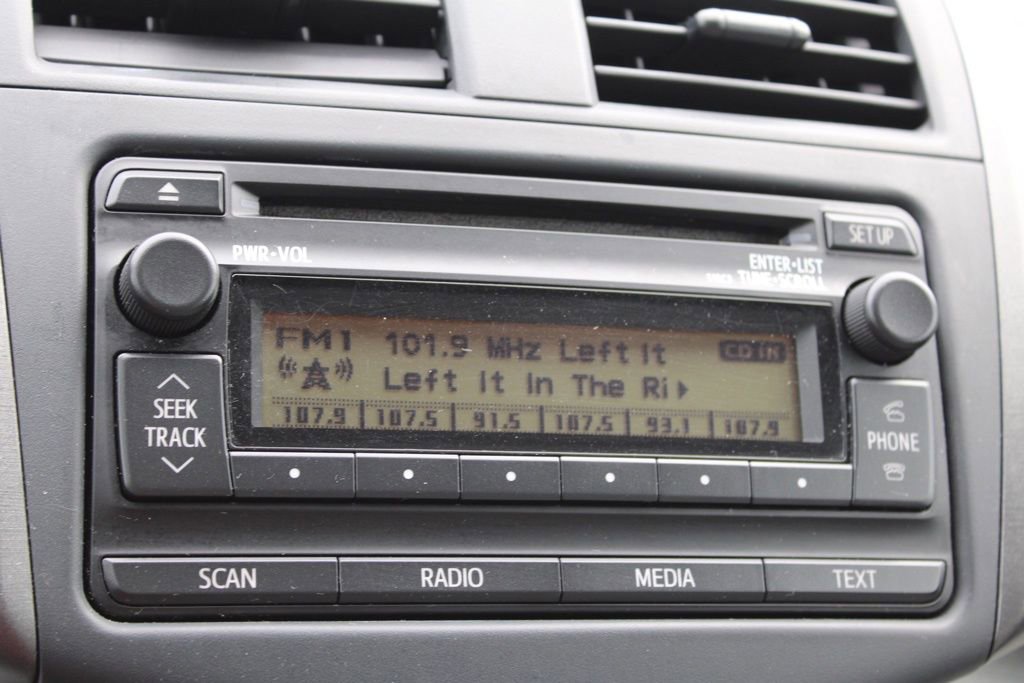 SET UP
PWR•VOL
ENTER•LIST
TUNE•SCROLL
FM1 101.9 MHz Left it CD IN
Left It In The Ri
107.9 107.5 91.5 107.5 93.1 107.9
SEEK
TRACK
PHONE
SCAN RADIO MEDIA TEXT